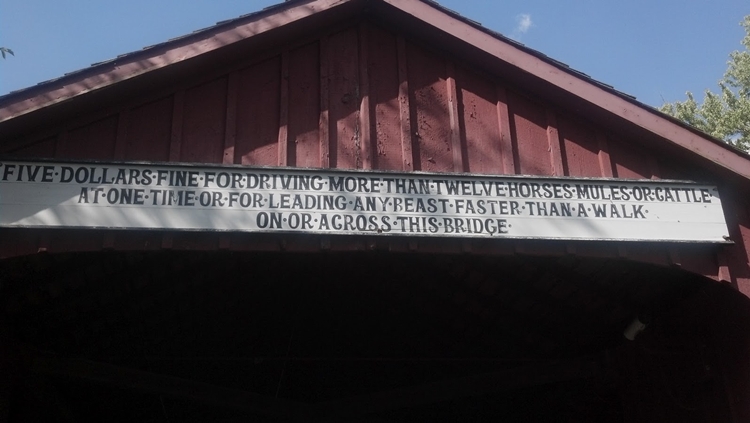 FIVE·DOLLARS·FINE·FOR·DRIVING·MORE·THAN·TWELVE·HORSES·MULES·OR·CATTLE·
AT·ONE·TIME·OR·FOR·LEADING·ANY·BEAST·FASTER·THAN·A·WALK·
ON·OR·ACROSS·THIS·BRIDGE·